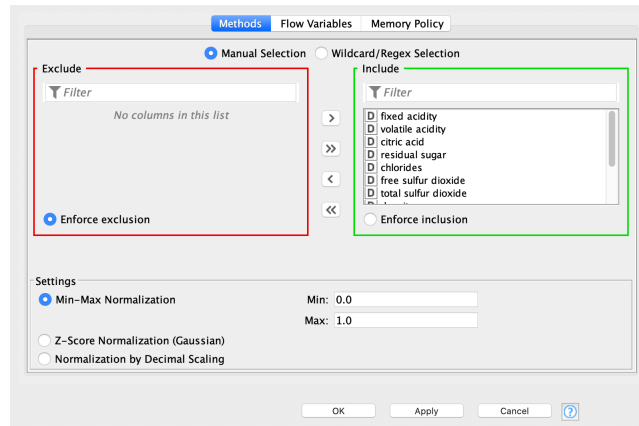 Methods Flow Variables Memory Policy
Manual Selection Wildcard/Regex Selection
Exclude
Filter
No columns in this list
Enforce exclusion
>
>>
<
<<
Include
Filter
D fixed acidity
D volatile acidity
D citric acid
D residual sugar
D chlorides
D free sulfur dioxide
D total sulfur dioxide
Enforce inclusion
Settings
Min-Max Normalization Min: 0.0
Max: 1.0
Z-Score Normalization (Gaussian)
Normalization by Decimal Scaling
OK Apply Cancel ?